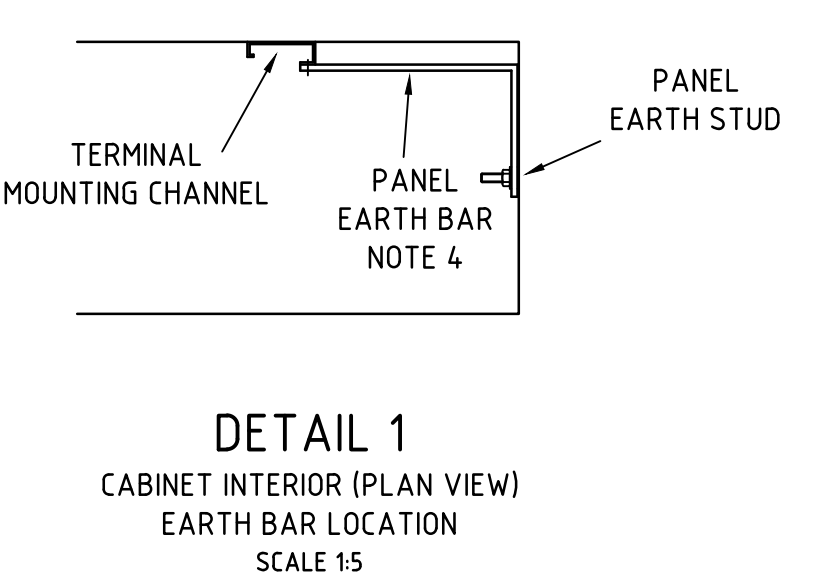 PANEL
EARTH STUD
TERMINAL
MOUNTING CHANNEL
PANEL
EARTH BAR
NOTE 4
DETAIL 1
CABINET INTERIOR (PLAN VIEW)
EARTH BAR LOCATION
SCALE 1:5